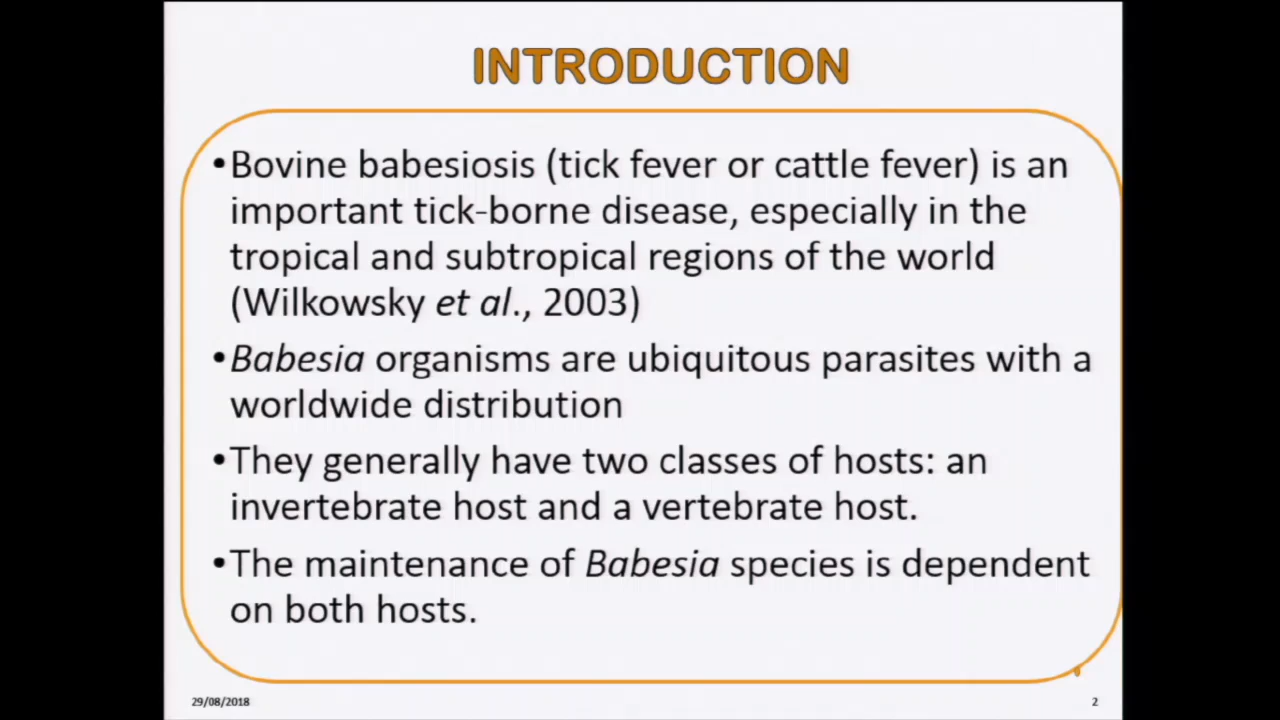 INTRODUCTION
•Bovine babesiosis (tick fever or cattle fever) is an
important tick-borne disease, especially in the
tropical and subtropical regions of the world
(Wilkowsky et al., 2003)
•Babesia organisms are ubiquitous parasites with a
worldwide distribution
•They generally have two classes of hosts: an
invertebrate host and a vertebrate host.
•The maintenance of Babesia species is dependent
on both hosts.
29/08/2018
2